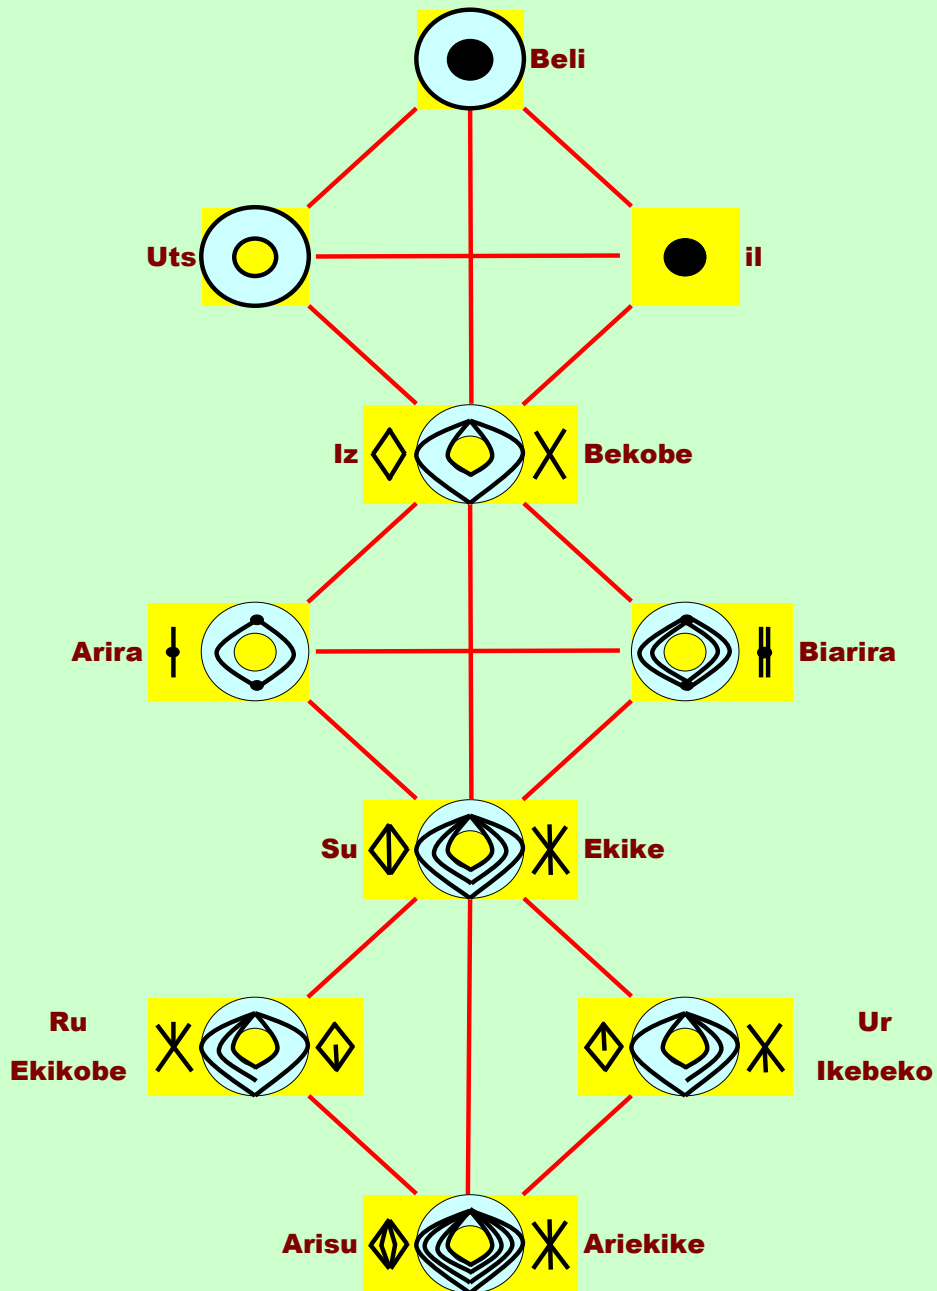 Beli
Uts
il
Iz
Bekobe
Arira
Biarira
Su
Ekike
Ru
Ekikobe
Ur
Ikebeko
Arisu
Ariekike